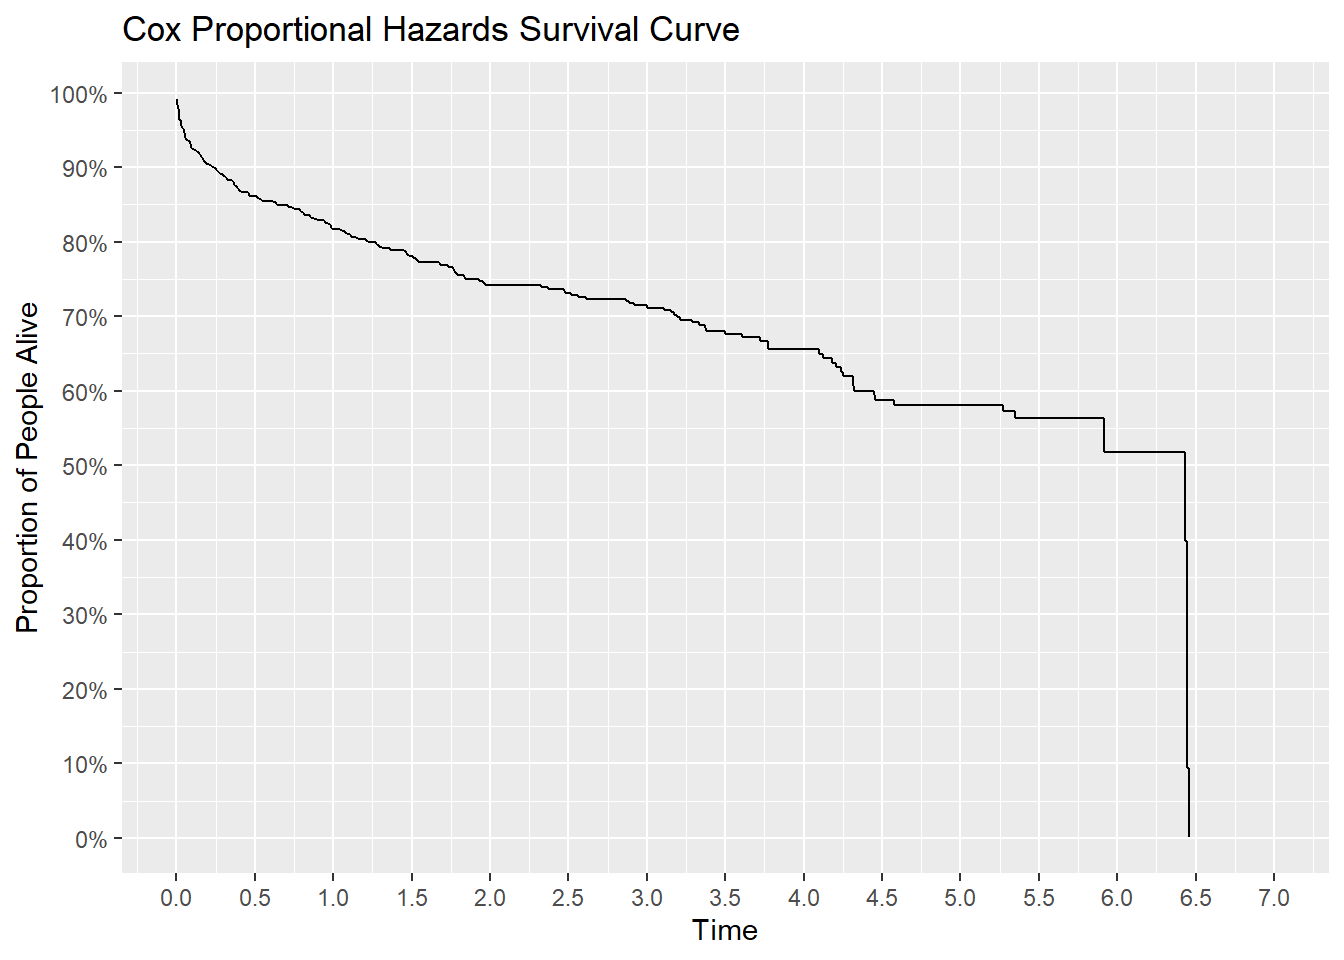 Cox Proportional Hazards Survival Curve
Proportion of People Alive
100%
90%
80%
70%
60%
50%
40%
30%
20%
10%
0%
0.0 0.5 1.0 1.5 2.0 2.5 3.0 3.5 4.0 4.5 5.0 5.5 6.0 6.5 7.0
Time